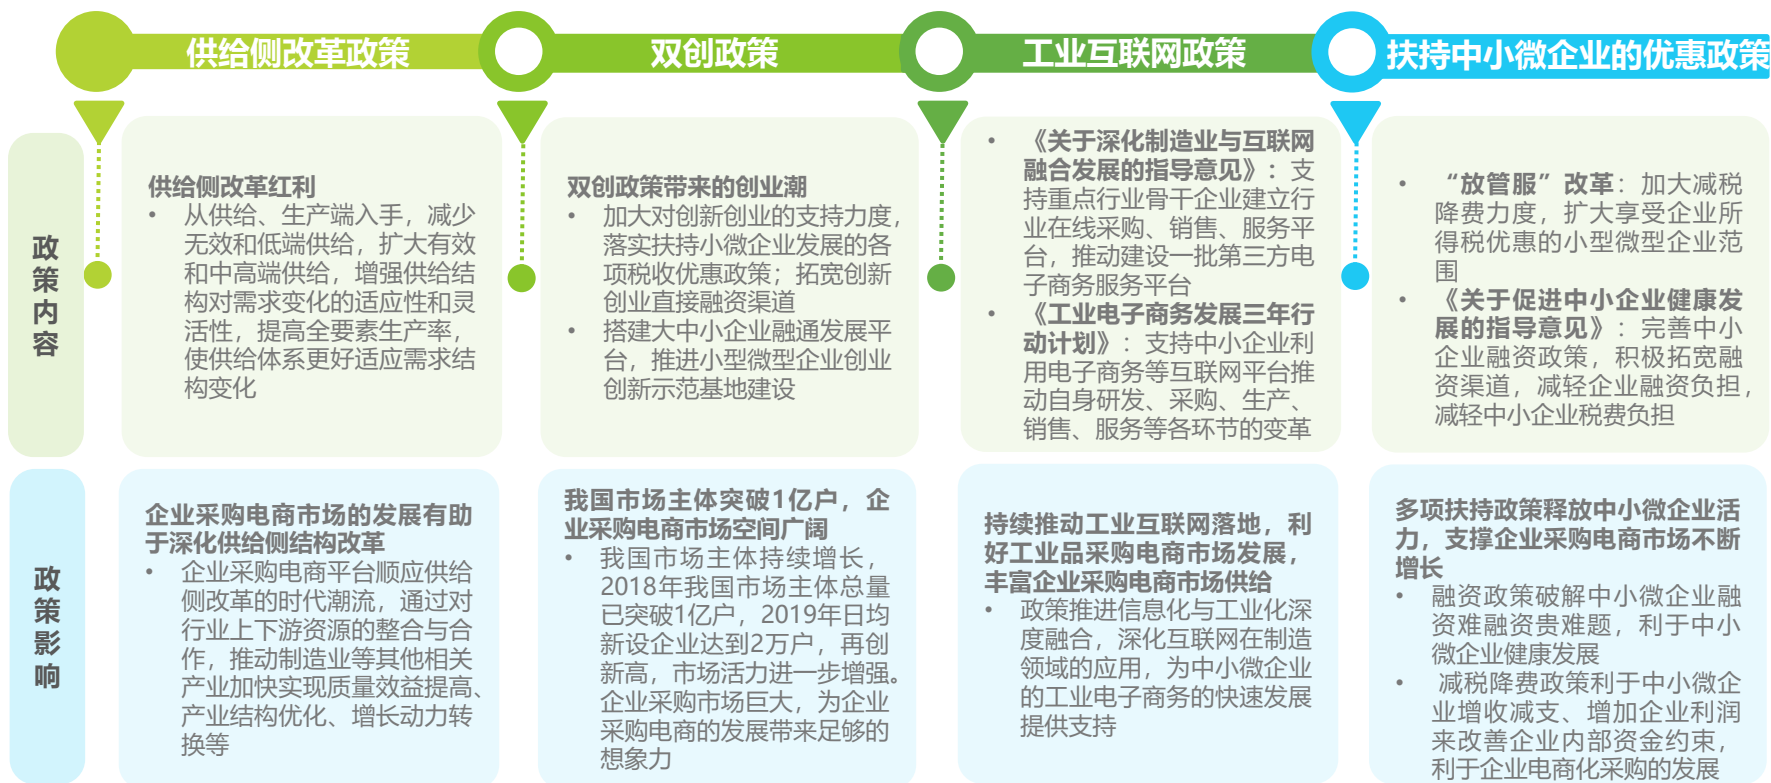 供给侧改革政策
双创政策
工业互联网政策
扶持中小微企业的优惠政策
政策内容
供给侧改革红利
• 从供给、生产端入手，减少
无效和低端供给，扩大有效
和中高端供给，增强供给结
构对需求变化的适应性和灵
活性，提高全要素生产率，
使供给体系更好适应需求结
构变化
双创政策带来的创业潮
• 加大对创新创业的支持力度，
落实扶持小微企业发展的各
项税收优惠政策；拓宽创新
创业直接融资渠道
• 搭建大中小企业融通发展平
台，推进小型微型企业创业
创新示范基地建设
• 《关于深化制造业与互联网
融合发展的指导意见》：支
持重点行业骨干企业建立行
业在线采购、销售、服务平
台，推动建设一批第三方电
子商务服务平台
• 《工业电子商务发展三年行
动计划》：支持中小企业利
用电子商务等互联网平台推
动自身研发、采购、生产、
销售、服务等各环节的变革
• “放管服”改革：加大减税
降费力度，扩大享受企业所
得税优惠的小型微型企业范
围
• 《关于促进中小企业健康发
展的指导意见》：完善中小
企业融资政策，积极拓宽融
资渠道，减轻企业融资负担，
减轻中小企业税费负担
政策影响
企业采购电商市场的发展有助
于深化供给侧结构改革
• 企业采购电商平台顺应供给
侧改革的时代潮流，通过对
行业上下游资源的整合与合
作，推动制造业等其他相关
产业加快实现质量效益提高、
产业结构优化、增长动力转
换等
我国市场主体突破1亿户，企
业采购电商市场空间广阔
• 我国市场主体持续增长，
2018年我国市场主体总量
已突破1亿户，2019年日均
新设企业达到2万户，再创
新高，市场活力进一步增强。
企业采购市场巨大，为企业
采购电商的发展带来足够的
想象力
持续推动工业互联网落地，利
好工业品采购电商市场发展，
丰富企业采购电商市场供给
• 政策推进信息化与工业化深
度融合，深化互联网在制造
领域的应用，为中小微企业
的工业电子商务的快速发展
提供支持
多项扶持政策释放中小微企业活
力，支撑企业采购电商市场不断
增长
• 融资政策破解中小微企业融
资难融资贵难题，利于中小
微企业健康发展
• 减税降费政策利于中小微企
业增收减支、增加企业利润
来改善企业内部资金约束，
利于企业电商化采购的发展